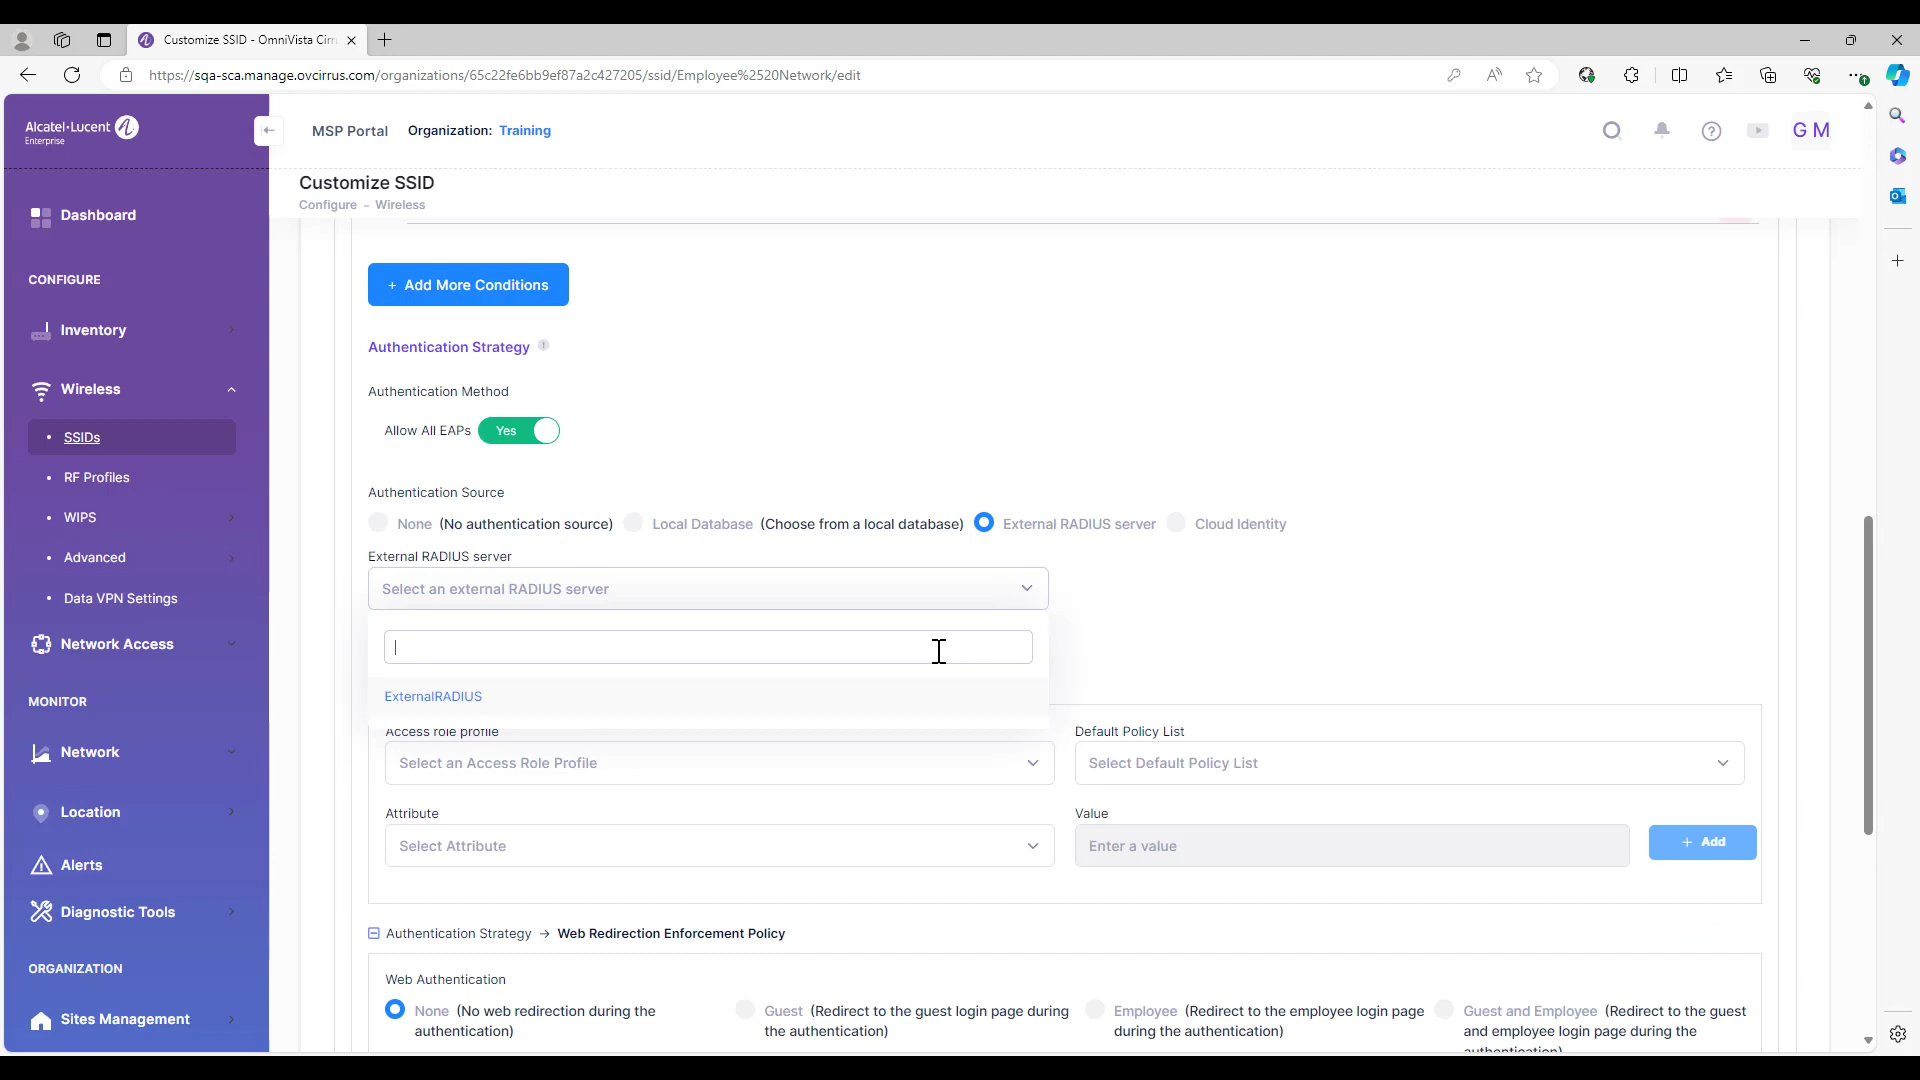 Customize SSID - OmniVista Cirr
https://sqa-sca.manage.ovcirrus.com/organizations/65c22fe6bb9ef87a2c427205/ssid/Employee%2520Network/edit
Alcatel•Lucent
Enterprise
MSP Portal
Organization: Training
G M
Customize SSID
Configure - Wireless
Dashboard
CONFIGURE
Inventory
Wireless
SSIDs
RF Profiles
WIPS
Advanced
Data VPN Settings
Network Access
MONITOR
Network
Location
Alerts
Diagnostic Tools
ORGANIZATION
Sites Management
+ Add More Conditions
Authentication Strategy
Authentication Method
Allow All EAPs Yes
Authentication Source
None (No authentication source) Local Database (Choose from a local database) External RADIUS server Cloud Identity
External RADIUS server
Select an external RADIUS server
ExternalRADIUS
Access role profile Default Policy List
Select an Access Role Profile Select Default Policy List
Attribute Value
Select Attribute Enter a value + Add
Authentication Strategy → Web Redirection Enforcement Policy
Web Authentication
None (No web redirection during the authentication)
Guest (Redirect to the guest login page during the authentication)
Employee (Redirect to the employee login page during the authentication)
Guest and Employee (Redirect to the guest and employee login page during the authentication)